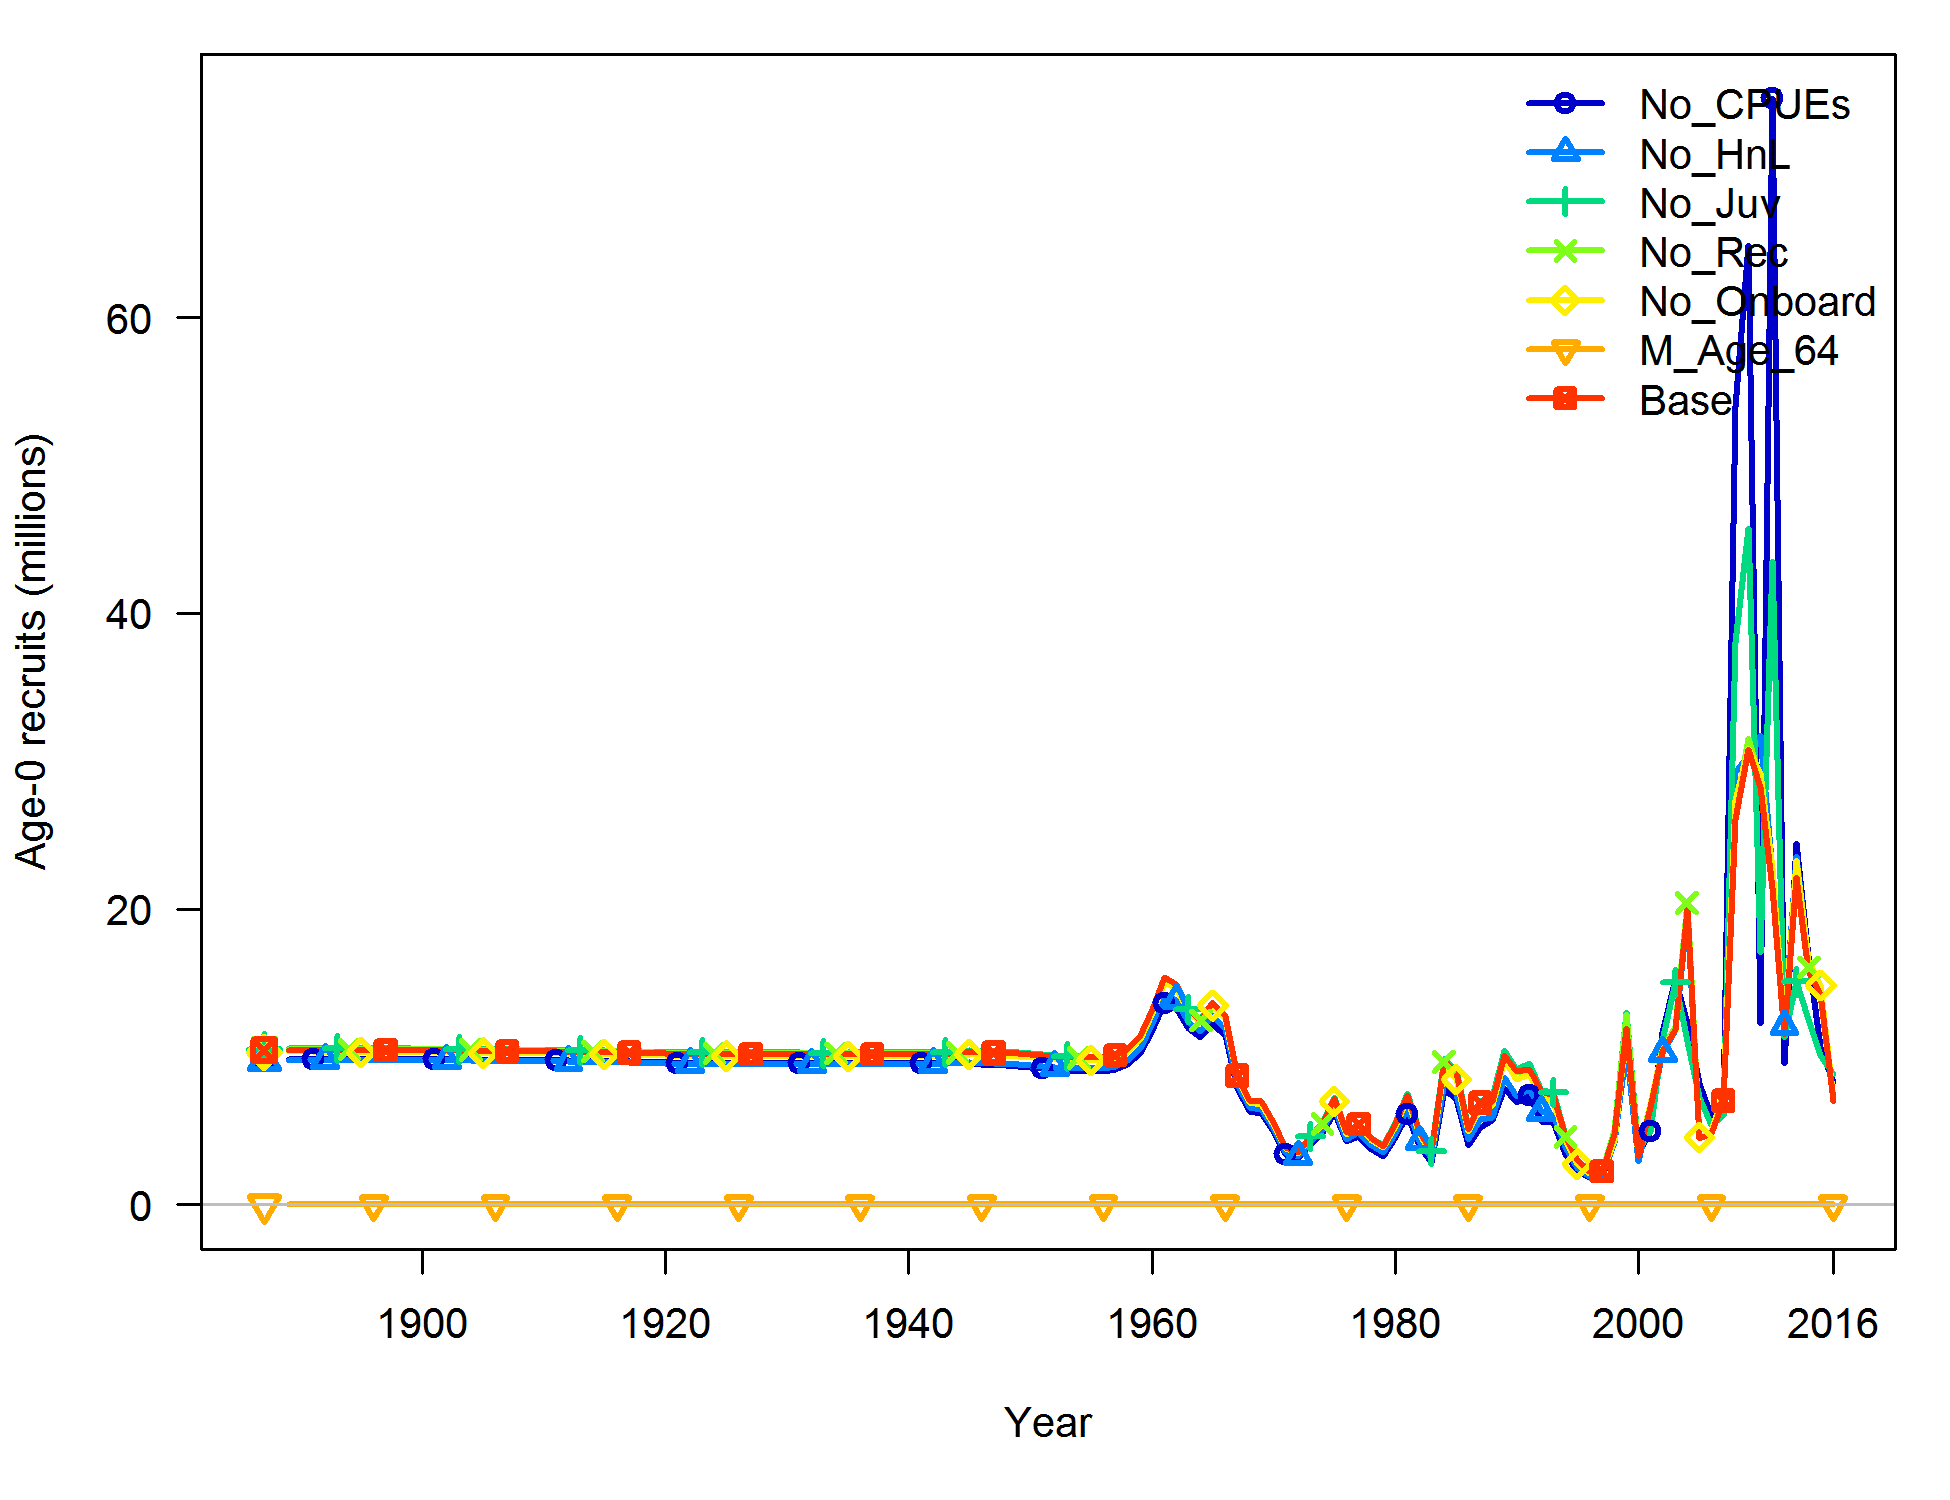 No_CPUEs
No_HnL
No_Juv
No_Rec
No_Onboard
M_Age_64
Base
Age-0 recruits (millions)
60
40
20
0
1900 1920 1940 1960 1980 2000 2016
Year